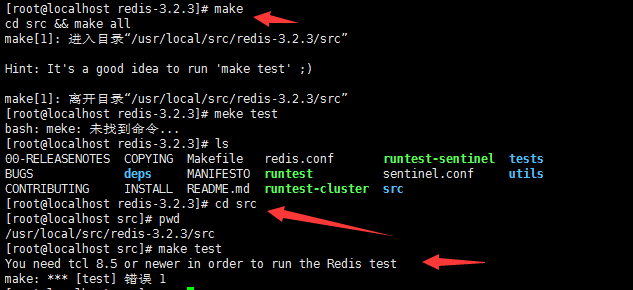 [root@localhost redis-3.2.3]# make
cd src && make all
make[1]: 进入目录“/usr/local/src/redis-3.2.3/src”
Hint: It's a good idea to run 'make test' ;)
make[1]: 离开目录“/usr/local/src/redis-3.2.3/src”
[root@localhost redis-3.2.3]# meke test
bash: meke: 未找到命令...
[root@localhost redis-3.2.3]# ls
00-RELEASENOTES COPYING Makefile redis.conf runtest-sentinel tests
BUGS deps MANIFESTO runtest sentinel.conf utils
CONTRIBUTING INSTALL README.md runtest-cluster src
[root@localhost redis-3.2.3]# cd src
[root@localhost src]# pwd
/usr/local/src/redis-3.2.3/src
[root@localhost src]# make test
You need tcl 8.5 or newer in order to run the Redis test
make: *** [test] 错误 1